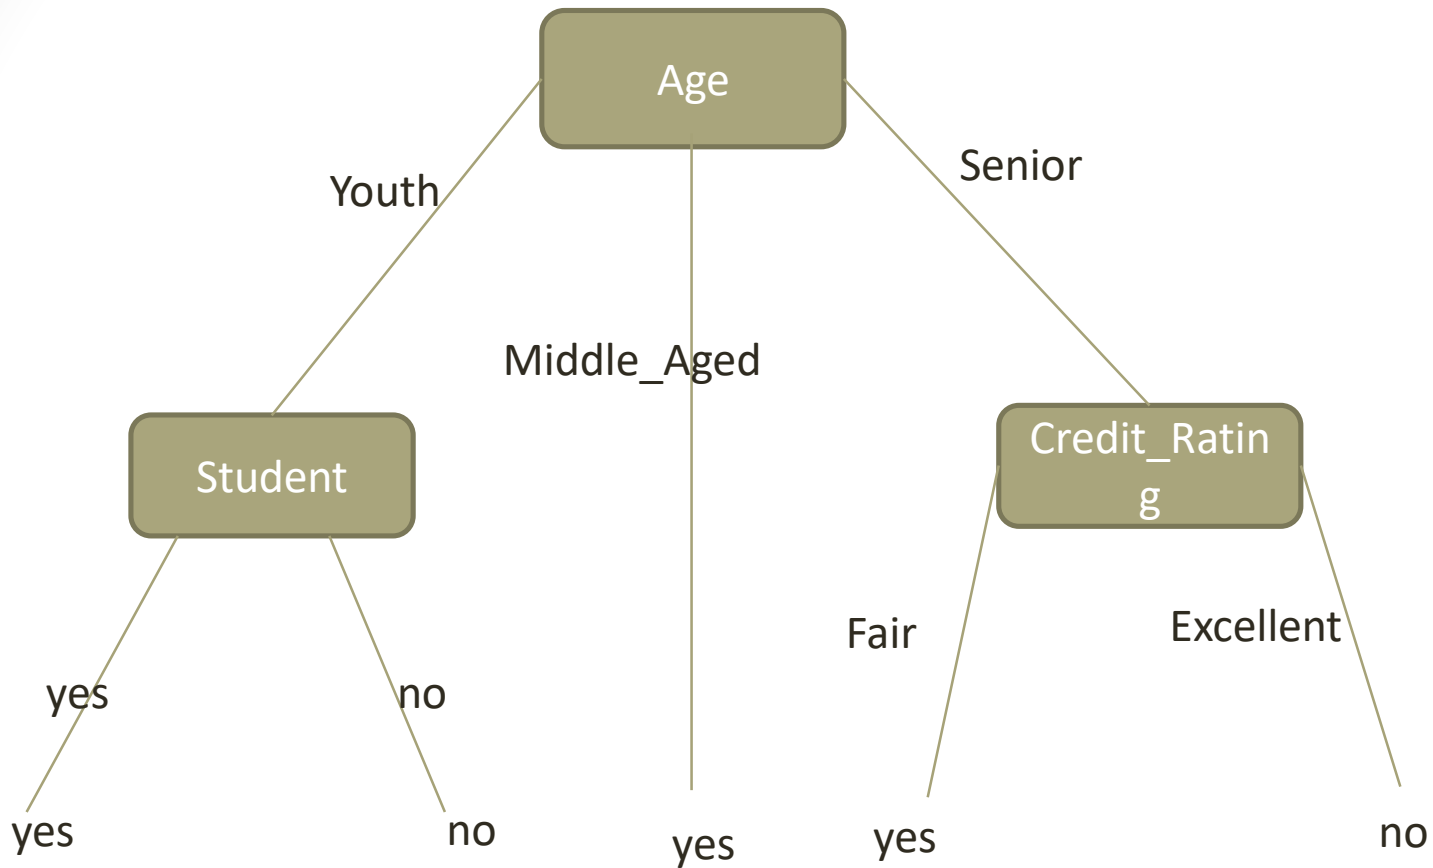 Age
Youth
Senior
Middle_Aged
Student
Credit_Ratin
g
Fair
Excellent
yes
no
yes
no
yes
yes
no